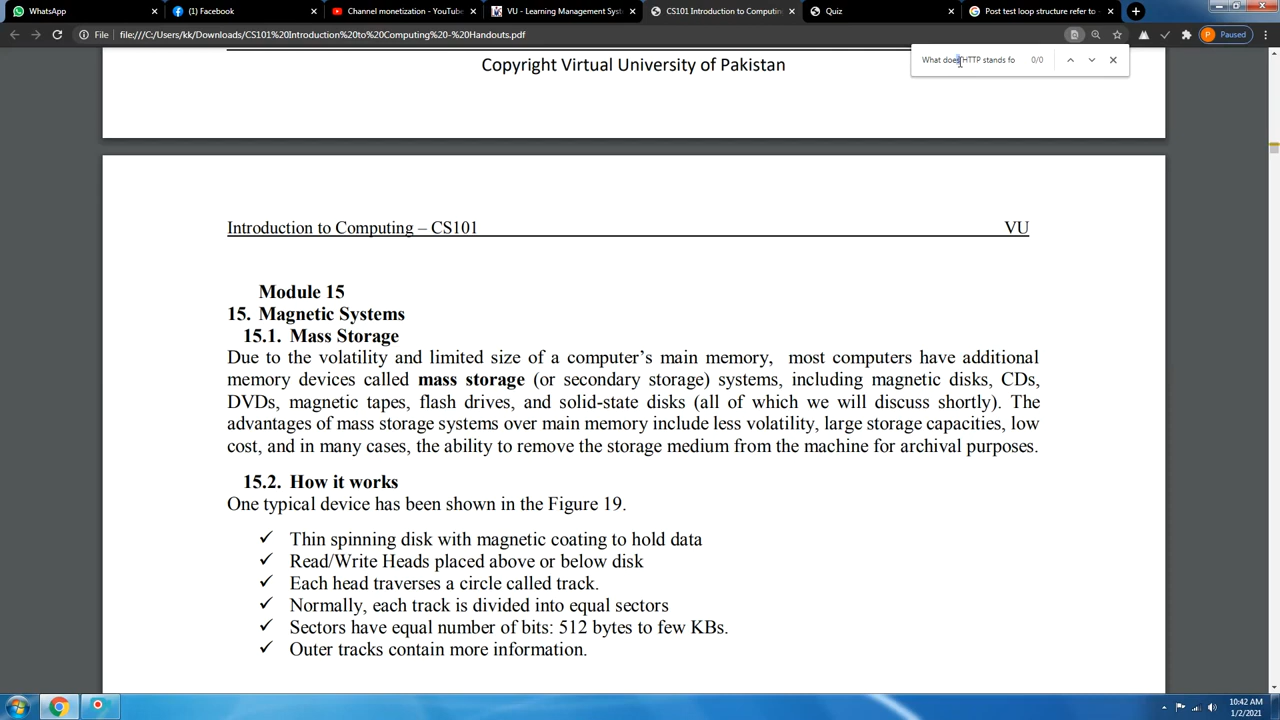 WhatsApp
(1) Facebook
Channel monetization - YouTube
VU - Learning Management Syst
CS101 Introduction to Computin
Quiz
Post test loop structure refer to -
File file:///C:/Users/kk/Downloads/CS101%20Introduction%20to%20Computing%20-%20Handouts.pdf
P Paused
What does HTTP stands fo 0/0
Copyright Virtual University of Pakistan
Introduction to Computing – CS101 VU
Module 15
15. Magnetic Systems
15.1. Mass Storage
Due to the volatility and limited size of a computer’s main memory, most computers have additional
memory devices called mass storage (or secondary storage) systems, including magnetic disks, CDs,
DVDs, magnetic tapes, flash drives, and solid-state disks (all of which we will discuss shortly). The
advantages of mass storage systems over main memory include less volatility, large storage capacities, low
cost, and in many cases, the ability to remove the storage medium from the machine for archival purposes.
15.2. How it works
One typical device has been shown in the Figure 19.
✓ Thin spinning disk with magnetic coating to hold data
✓ Read/Write Heads placed above or below disk
✓ Each head traverses a circle called track.
✓ Normally, each track is divided into equal sectors
✓ Sectors have equal number of bits: 512 bytes to few KBs.
✓ Outer tracks contain more information.
10:42 AM
1/2/2021